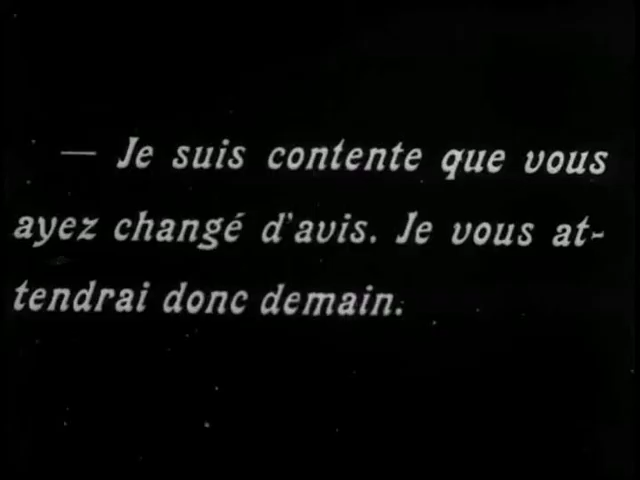 — Je suis contente que vous
ayez changé d'avis. Je vous at-
tendrai donc demain.